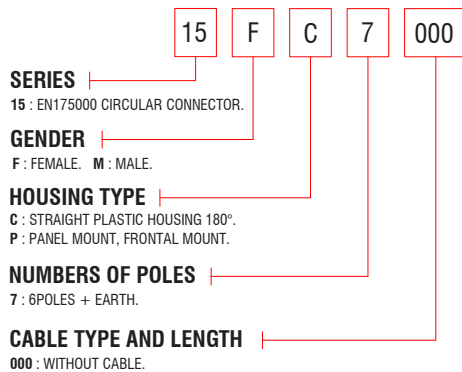 15 F C 7 000
SERIES
15 : EN175000 CIRCULAR CONNECTOR.
GENDER
F : FEMALE. M : MALE.
HOUSING TYPE
C : STRAIGHT PLASTIC HOUSING 180°.
P : PANEL MOUNT, FRONTAL MOUNT.
NUMBERS OF POLES
7 : 6POLES + EARTH.
CABLE TYPE AND LENGTH
000 : WITHOUT CABLE.